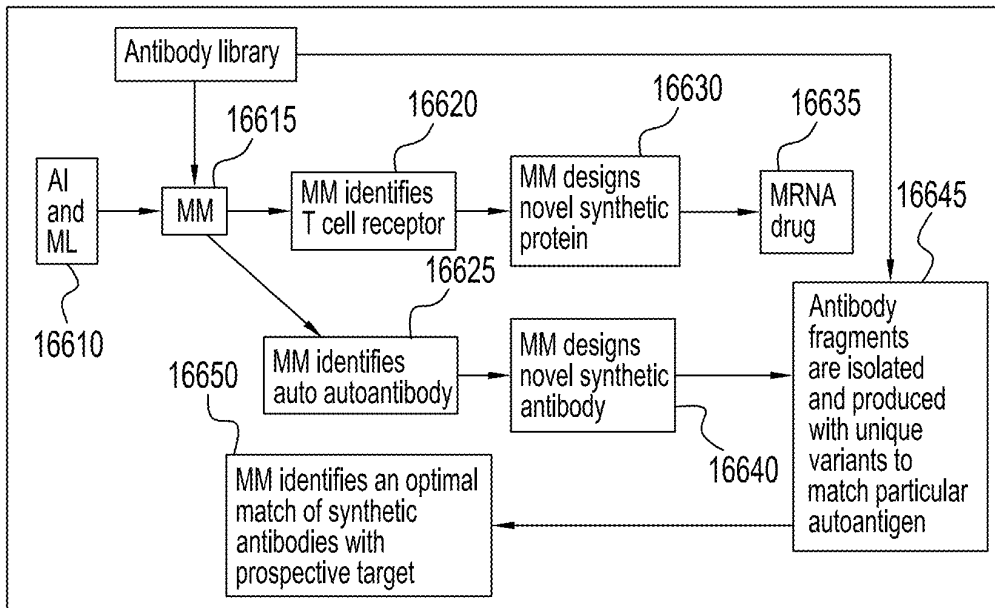 Antibody library
16615
16620
16630
16635
16645
AI
and
ML
MM
MM identifies
T cell receptor
MM designs
novel synthetic
protein
MRNA
drug
16610
16625
16650
MM identifies
auto autoantibody
MM designs
novel synthetic
antibody
16640
Antibody
fragments
are isolated
and produced
with unique
variants to
match particular
autoantigen
MM identifies an optimal
match of synthetic
antibodies with
prospective target